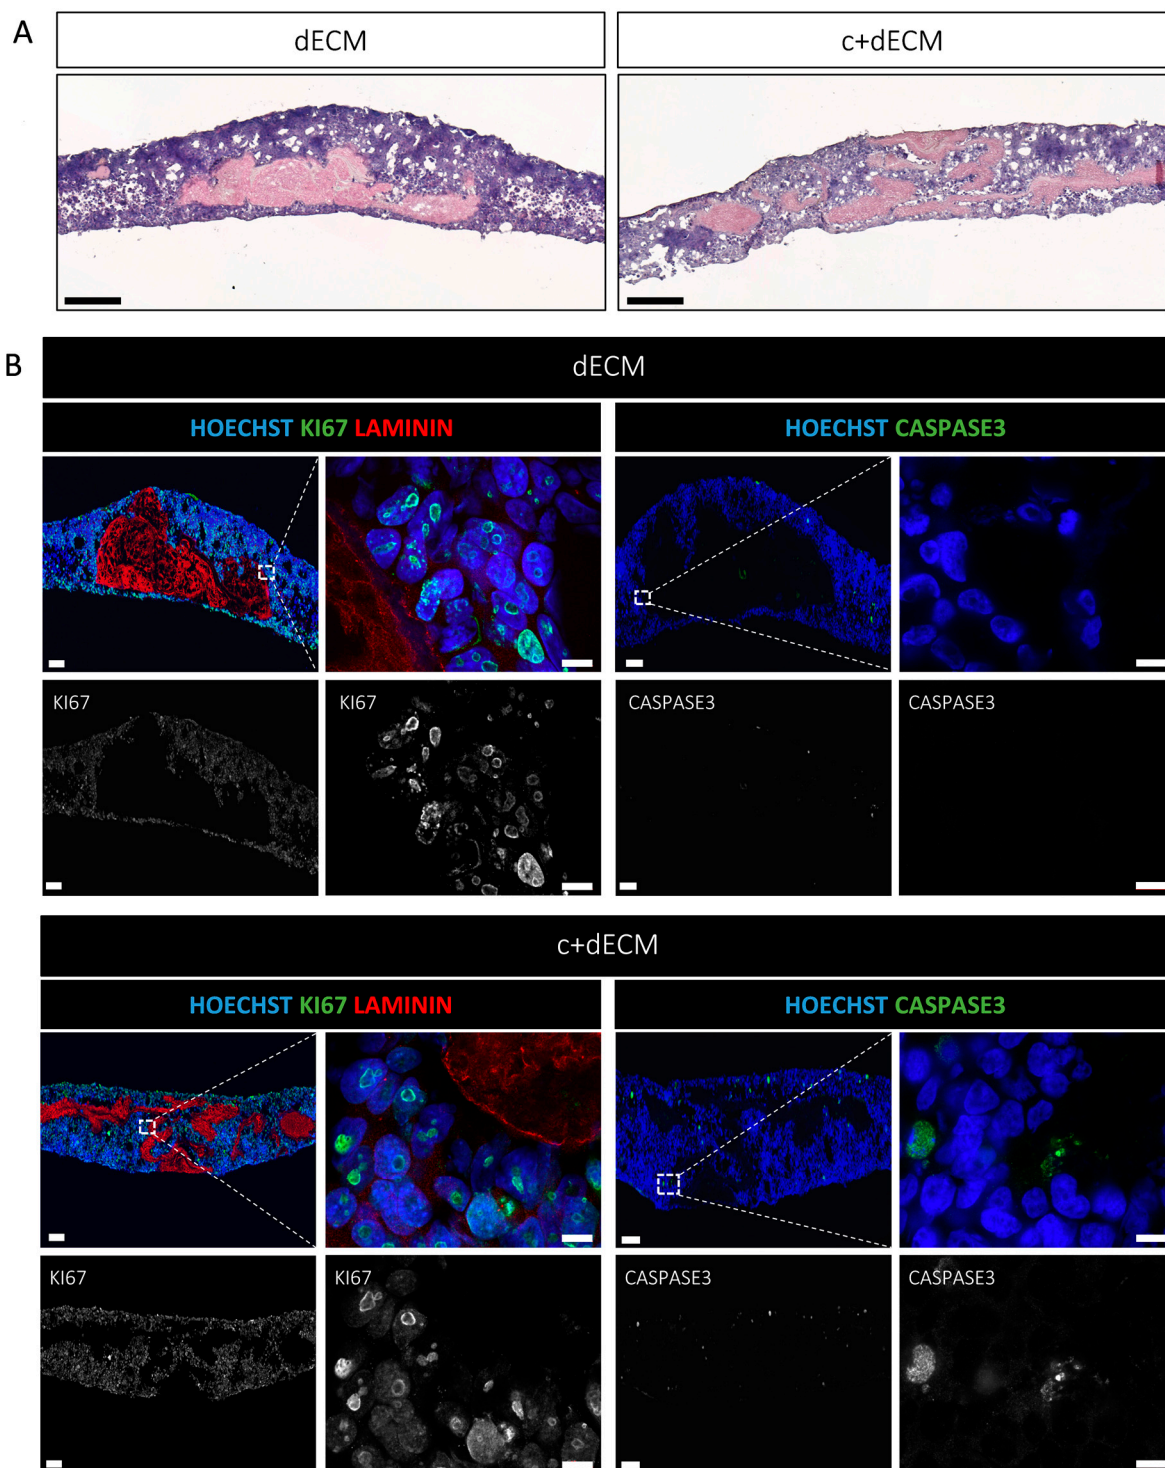 A
dECM
c+dECM
B
dECM
HOECHST KI67 LAMININ
HOECHST CASPASE3
KI67
KI67
CASPASE3
CASPASE3
c+dECM
HOECHST KI67 LAMININ
HOECHST CASPASE3
KI67
KI67
CASPASE3
CASPASE3